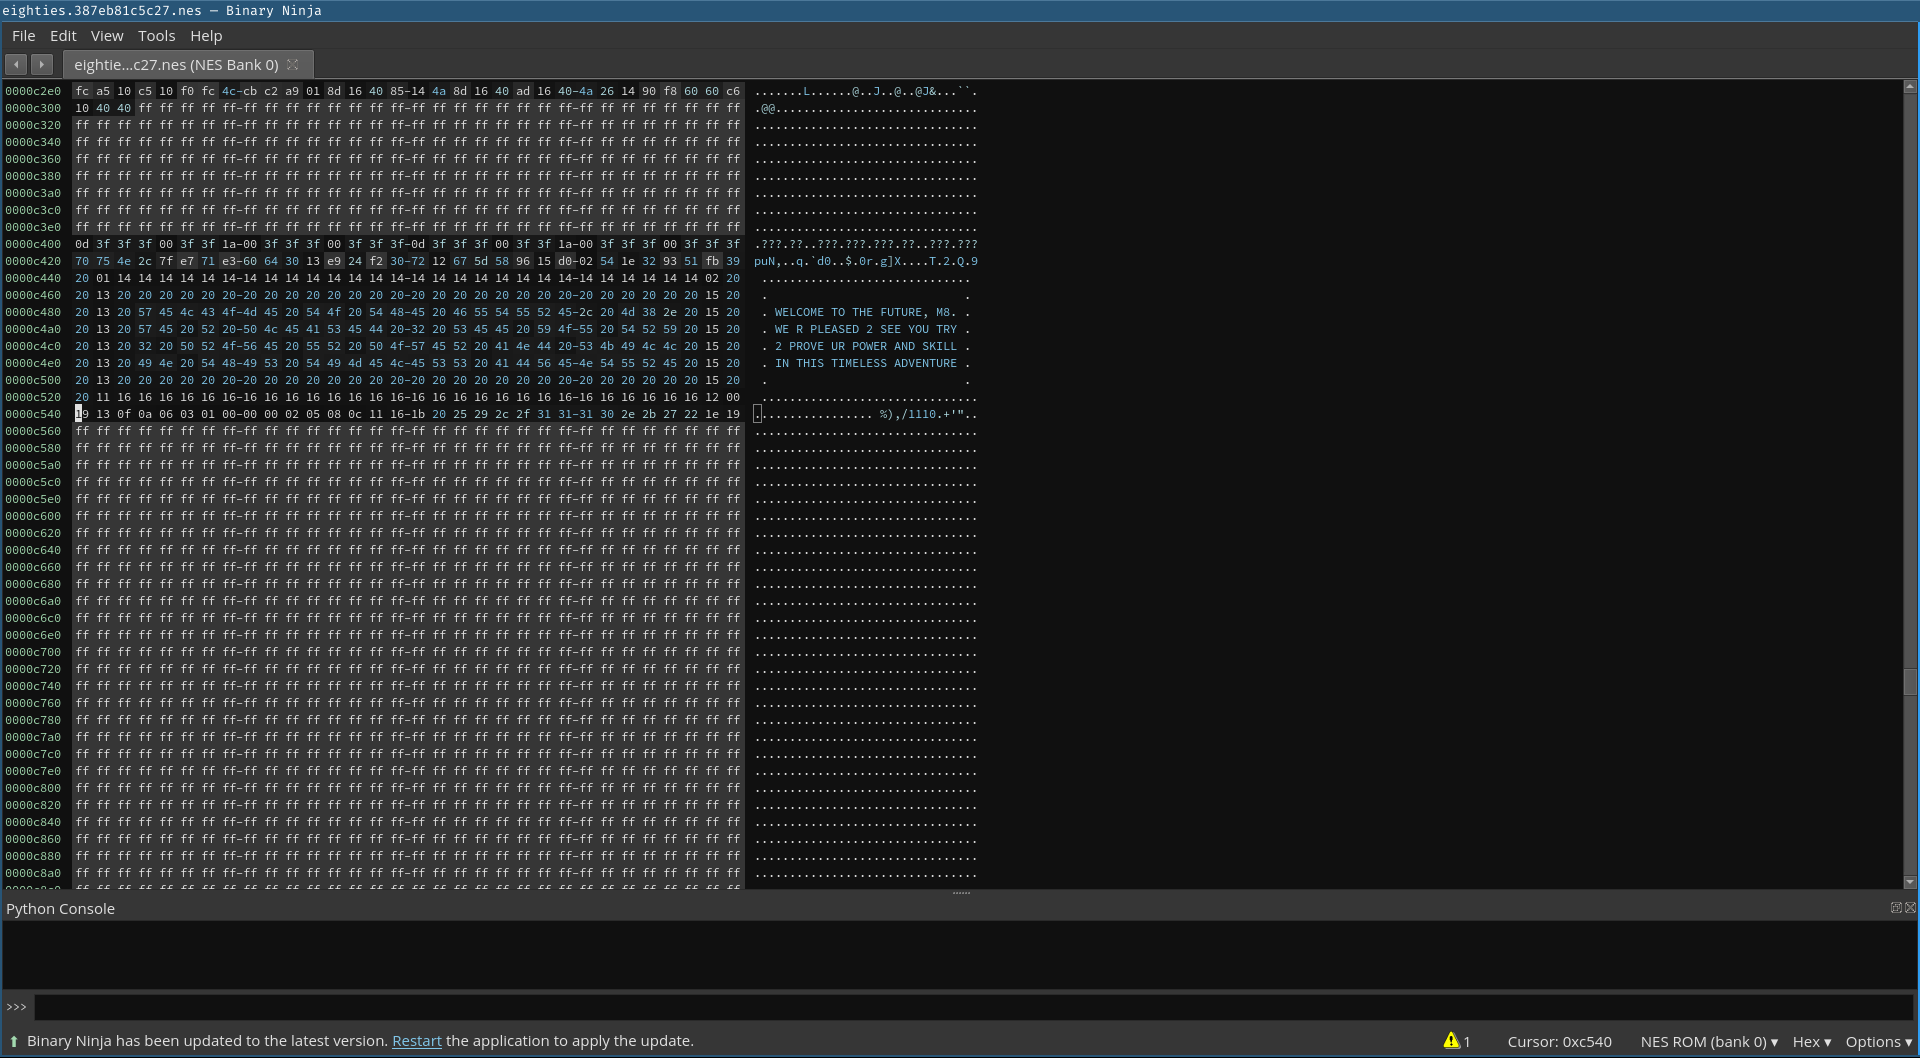 eighties.387eb81c5c27.nes — Binary Ninja
File Edit View Tools Help
eightie...c27.nes (NES Bank 0)
0000c2e0 fc a5 10 c5 10 f0 fc 4c-cb c2 a9 01 8d 16 40 85-14 4a 8d 16 40 ad 16 40-4a 26 14 90 f8 60 60 c6 .......L......@..J..@..@J&...``.
0000c300 10 40 40 ff ff ff ff ff-ff ff ff ff ff ff ff ff-ff ff ff ff ff ff ff ff-ff ff ff ff ff ff ff ff .@@.............................
0000c320 ff ff ff ff ff ff ff ff-ff ff ff ff ff ff ff ff-ff ff ff ff ff ff ff ff-ff ff ff ff ff ff ff ff ................................
0000c340 ff ff ff ff ff ff ff ff-ff ff ff ff ff ff ff ff-ff ff ff ff ff ff ff ff-ff ff ff ff ff ff ff ff ................................
0000c360 ff ff ff ff ff ff ff ff-ff ff ff ff ff ff ff ff-ff ff ff ff ff ff ff ff-ff ff ff ff ff ff ff ff ................................
0000c380 ff ff ff ff ff ff ff ff-ff ff ff ff ff ff ff ff-ff ff ff ff ff ff ff ff-ff ff ff ff ff ff ff ff ................................
0000c3a0 ff ff ff ff ff ff ff ff-ff ff ff ff ff ff ff ff-ff ff ff ff ff ff ff ff-ff ff ff ff ff ff ff ff ................................
0000c3c0 ff ff ff ff ff ff ff ff-ff ff ff ff ff ff ff ff-ff ff ff ff ff ff ff ff-ff ff ff ff ff ff ff ff ................................
0000c3e0 ff ff ff ff ff ff ff ff-ff ff ff ff ff ff ff ff-ff ff ff ff ff ff ff ff-ff ff ff ff ff ff ff ff ................................
0000c400 0d 3f 3f 3f 00 3f 3f 1a-00 3f 3f 3f 00 3f 3f 3f-0d 3f 3f 3f 00 3f 3f 1a-00 3f 3f 3f 00 3f 3f 3f .???.??..???.???.???.??..???.???
0000c420 70 75 4e 2c 7f e7 71 e3-60 64 30 13 e9 24 f2 30-72 12 67 5d 58 96 15 d0-02 54 1e 32 93 51 fb 39 puN,..q.`d0..$.0r.g]X....T.2.Q.9
0000c440 20 01 14 14 14 14 14 14-14 14 14 14 14 14 14 14-14 14 14 14 14 14 14 14-14 14 14 14 14 14 02 20 ..............................
0000c460 20 13 20 20 20 20 20 20-20 20 20 20 20 20 20 20-20 20 20 20 20 20 20 20-20 20 20 20 20 20 15 20 . .
0000c480 20 13 20 57 45 4c 43 4f-4d 45 20 54 4f 20 54 48-45 20 46 55 54 55 52 45-2c 20 4d 38 2e 20 15 20 . WELCOME TO THE FUTURE, M8. .
0000c4a0 20 13 20 57 45 20 52 20-50 4c 45 41 53 45 44 20-32 20 53 45 45 20 59 4f-55 20 54 52 59 20 15 20 . WE R PLEASED 2 SEE YOU TRY .
0000c4c0 20 13 20 32 20 50 52 4f-56 45 20 55 52 20 50 4f-57 45 52 20 41 4e 44 20-53 4b 49 4c 4c 20 15 20 . 2 PROVE UR POWER AND SKILL .
0000c4e0 20 13 20 49 4e 20 54 48-49 53 20 54 49 4d 45 4c-45 53 53 20 41 44 56 45-4e 54 55 52 45 20 15 20 . IN THIS TIMELESS ADVENTURE .
0000c500 20 13 20 20 20 20 20 20-20 20 20 20 20 20 20 20-20 20 20 20 20 20 20 20-20 20 20 20 20 20 15 20 . .
0000c520 20 11 16 16 16 16 16 16-16 16 16 16 16 16 16 16-16 16 16 16 16 16 16 16-16 16 16 16 16 16 12 00 ...............................
0000c540 19 13 0f 0a 06 03 01 00-00 00 02 05 08 0c 11 16-1b 20 25 29 2c 2f 31 31-31 30 2e 2b 27 22 1e 19 ................. %),/1110.+'"..
0000c560 ff ff ff ff ff ff ff ff-ff ff ff ff ff ff ff ff-ff ff ff ff ff ff ff ff-ff ff ff ff ff ff ff ff ................................
0000c580 ff ff ff ff ff ff ff ff-ff ff ff ff ff ff ff ff-ff ff ff ff ff ff ff ff-ff ff ff ff ff ff ff ff ................................
0000c5a0 ff ff ff ff ff ff ff ff-ff ff ff ff ff ff ff ff-ff ff ff ff ff ff ff ff-ff ff ff ff ff ff ff ff ................................
0000c5c0 ff ff ff ff ff ff ff ff-ff ff ff ff ff ff ff ff-ff ff ff ff ff ff ff ff-ff ff ff ff ff ff ff ff ................................
0000c5e0 ff ff ff ff ff ff ff ff-ff ff ff ff ff ff ff ff-ff ff ff ff ff ff ff ff-ff ff ff ff ff ff ff ff ................................
0000c600 ff ff ff ff ff ff ff ff-ff ff ff ff ff ff ff ff-ff ff ff ff ff ff ff ff-ff ff ff ff ff ff ff ff ................................
0000c620 ff ff ff ff ff ff ff ff-ff ff ff ff ff ff ff ff-ff ff ff ff ff ff ff ff-ff ff ff ff ff ff ff ff ................................
0000c640 ff ff ff ff ff ff ff ff-ff ff ff ff ff ff ff ff-ff ff ff ff ff ff ff ff-ff ff ff ff ff ff ff ff ................................
0000c660 ff ff ff ff ff ff ff ff-ff ff ff ff ff ff ff ff-ff ff ff ff ff ff ff ff-ff ff ff ff ff ff ff ff ................................
0000c680 ff ff ff ff ff ff ff ff-ff ff ff ff ff ff ff ff-ff ff ff ff ff ff ff ff-ff ff ff ff ff ff ff ff ................................
0000c6a0 ff ff ff ff ff ff ff ff-ff ff ff ff ff ff ff ff-ff ff ff ff ff ff ff ff-ff ff ff ff ff ff ff ff ................................
0000c6c0 ff ff ff ff ff ff ff ff-ff ff ff ff ff ff ff ff-ff ff ff ff ff ff ff ff-ff ff ff ff ff ff ff ff ................................
0000c6e0 ff ff ff ff ff ff ff ff-ff ff ff ff ff ff ff ff-ff ff ff ff ff ff ff ff-ff ff ff ff ff ff ff ff ................................
0000c700 ff ff ff ff ff ff ff ff-ff ff ff ff ff ff ff ff-ff ff ff ff ff ff ff ff-ff ff ff ff ff ff ff ff ................................
0000c720 ff ff ff ff ff ff ff ff-ff ff ff ff ff ff ff ff-ff ff ff ff ff ff ff ff-ff ff ff ff ff ff ff ff ................................
0000c740 ff ff ff ff ff ff ff ff-ff ff ff ff ff ff ff ff-ff ff ff ff ff ff ff ff-ff ff ff ff ff ff ff ff ................................
0000c760 ff ff ff ff ff ff ff ff-ff ff ff ff ff ff ff ff-ff ff ff ff ff ff ff ff-ff ff ff ff ff ff ff ff ................................
0000c780 ff ff ff ff ff ff ff ff-ff ff ff ff ff ff ff ff-ff ff ff ff ff ff ff ff-ff ff ff ff ff ff ff ff ................................
0000c7a0 ff ff ff ff ff ff ff ff-ff ff ff ff ff ff ff ff-ff ff ff ff ff ff ff ff-ff ff ff ff ff ff ff ff ................................
0000c7c0 ff ff ff ff ff ff ff ff-ff ff ff ff ff ff ff ff-ff ff ff ff ff ff ff ff-ff ff ff ff ff ff ff ff ................................
0000c7e0 ff ff ff ff ff ff ff ff-ff ff ff ff ff ff ff ff-ff ff ff ff ff ff ff ff-ff ff ff ff ff ff ff ff ................................
0000c800 ff ff ff ff ff ff ff ff-ff ff ff ff ff ff ff ff-ff ff ff ff ff ff ff ff-ff ff ff ff ff ff ff ff ................................
0000c820 ff ff ff ff ff ff ff ff-ff ff ff ff ff ff ff ff-ff ff ff ff ff ff ff ff-ff ff ff ff ff ff ff ff ................................
0000c840 ff ff ff ff ff ff ff ff-ff ff ff ff ff ff ff ff-ff ff ff ff ff ff ff ff-ff ff ff ff ff ff ff ff ................................
0000c860 ff ff ff ff ff ff ff ff-ff ff ff ff ff ff ff ff-ff ff ff ff ff ff ff ff-ff ff ff ff ff ff ff ff ................................
0000c880 ff ff ff ff ff ff ff ff-ff ff ff ff ff ff ff ff-ff ff ff ff ff ff ff ff-ff ff ff ff ff ff ff ff ................................
0000c8a0 ff ff ff ff ff ff ff ff-ff ff ff ff ff ff ff ff-ff ff ff ff ff ff ff ff-ff ff ff ff ff ff ff ff ................................
Python Console
>>>
Binary Ninja has been updated to the latest version. Restart the application to apply the update. 1 Cursor: 0xc540 NES ROM (bank 0) ▾ Hex ▾ Options ▾